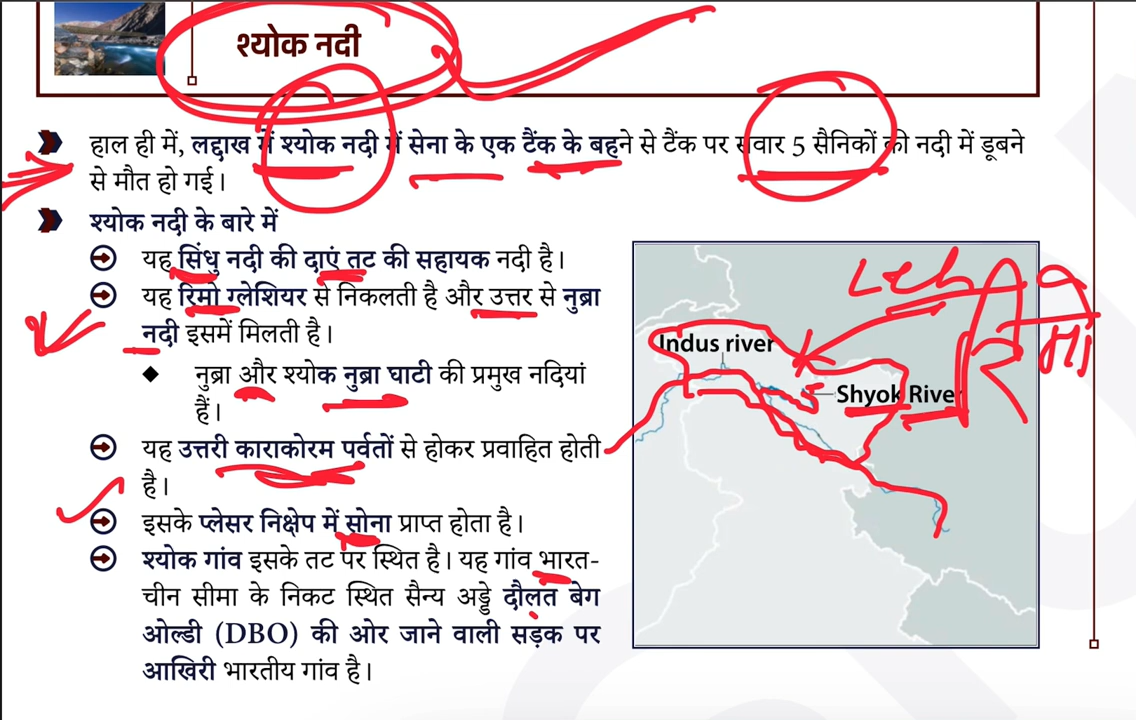 श्योक नदी
हाल ही में, लद्दाख में श्योक नदी में सेना के एक टैंक के बहने से टैंक पर सवार 5 सैनिकों की नदी में डूबने
से मौत हो गई।
श्योक नदी के बारे में
यह सिंधु नदी की दाएं तट की सहायक नदी है।
यह रिमो ग्लेशियर से निकलती है और उत्तर से नुब्रा
नदी इसमें मिलती है।
नुब्रा और श्योक नुब्रा घाटी की प्रमुख नदियां
हैं।
यह उत्तरी काराकोरम पर्वतों से होकर प्रवाहित होती
है।
इसके प्लेसर निक्षेप में सोना प्राप्त होता है।
श्योक गांव इसके तट पर स्थित है। यह गांव भारत-
चीन सीमा के निकट स्थित सैन्य अड्डे दौलत बेग
ओल्डी (DBO) की ओर जाने वाली सड़क पर
आखिरी भारतीय गांव है।
Leh
Indus river
Shyok River